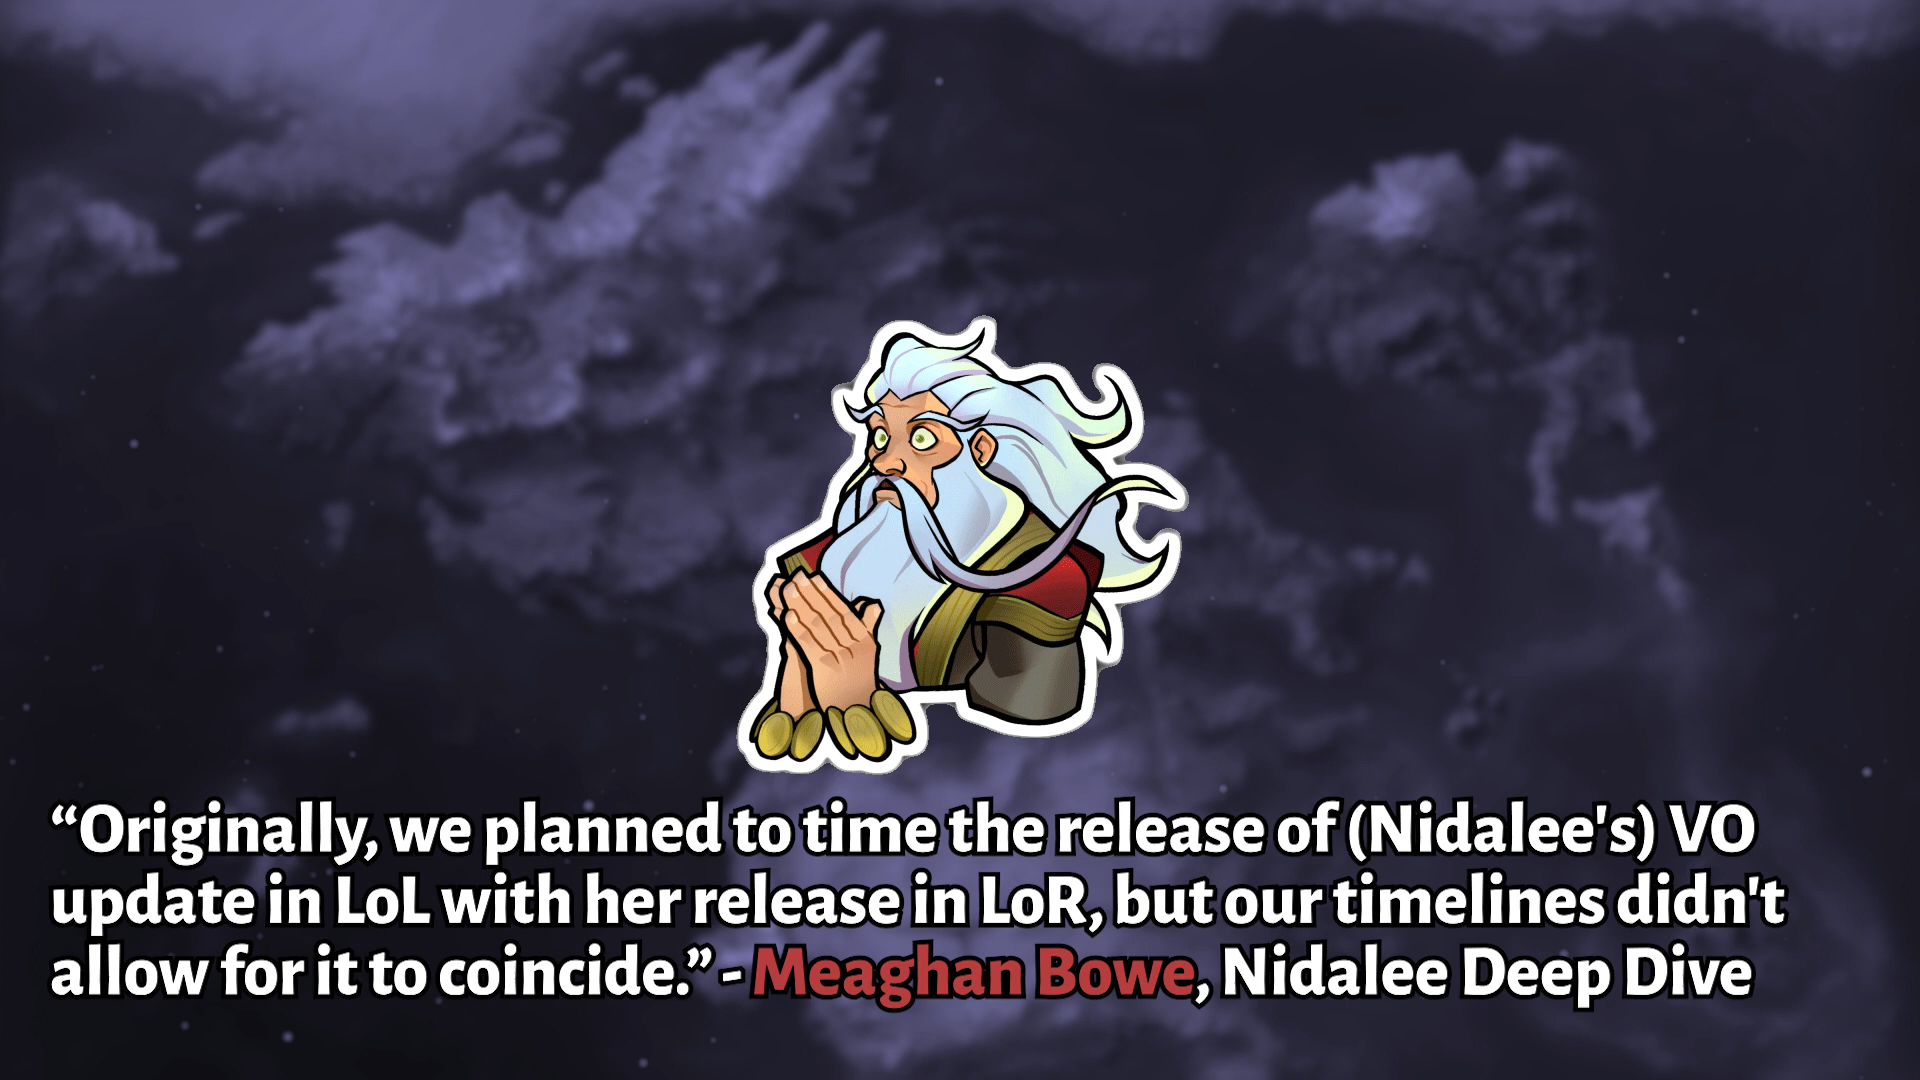 “Originally, we planned to time the release of (Nidalee's) VO
update in LoL with her release in LoR, but our timelines didn't
allow for it to coincide.” - Meaghan Bowe, Nidalee Deep Dive